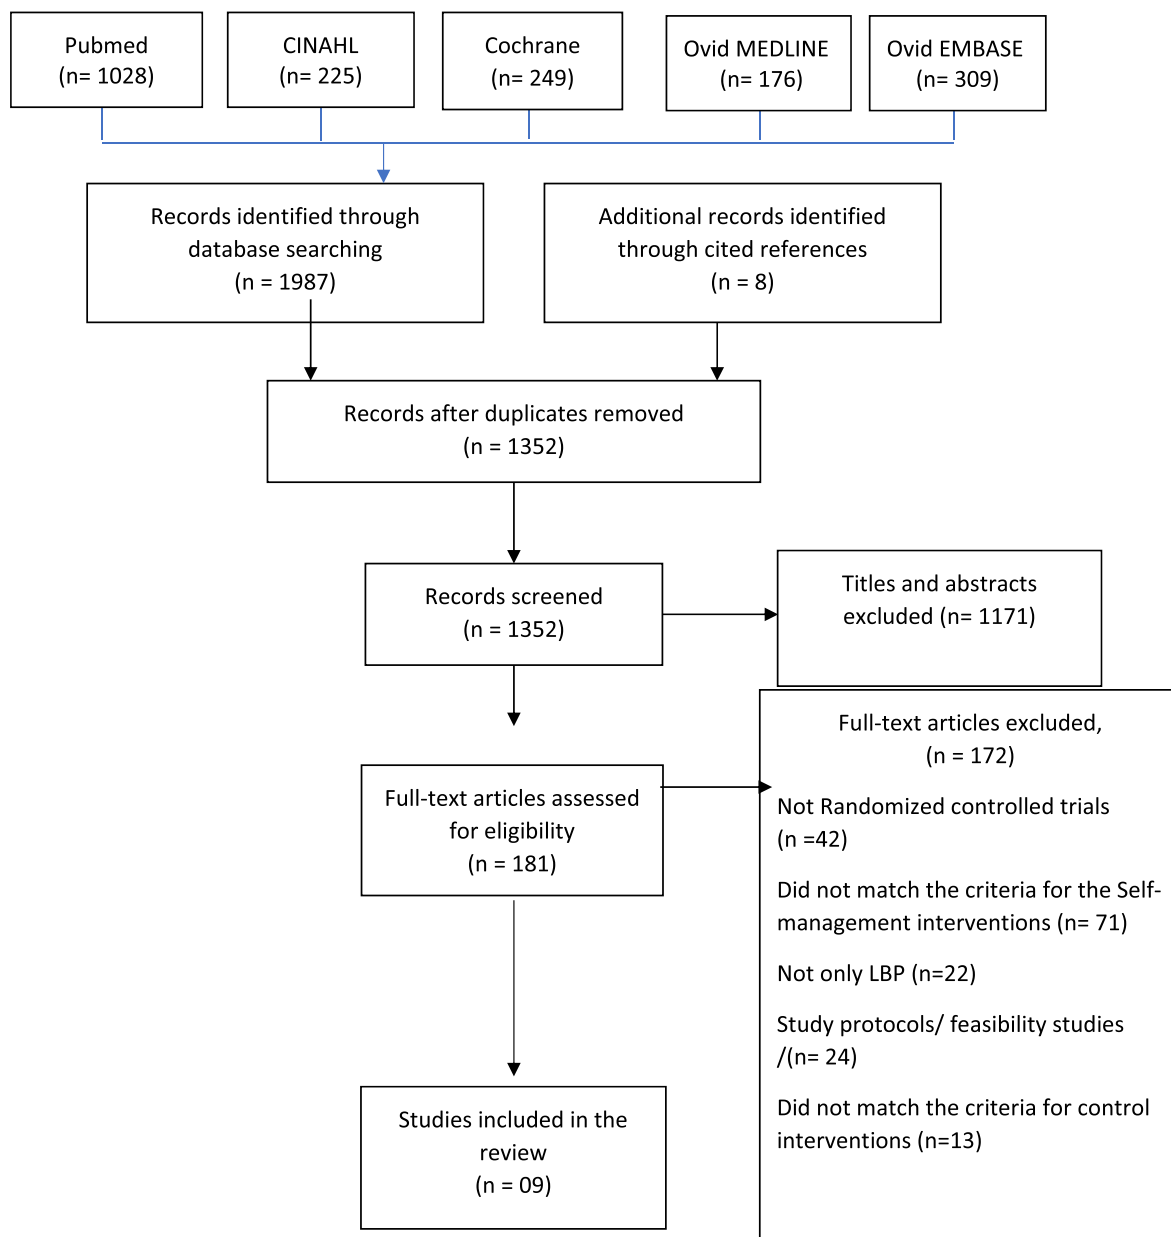 Pubmed
(n= 1028)
CINAHL
(n= 225)
Cochrane
(n= 249)
Ovid MEDLINE
(n= 176)
Ovid EMBASE
(n= 309)
Records identified through
database searching
(n = 1987)
Additional records identified
through cited references
(n = 8)
Records after duplicates removed
(n = 1352)
Records screened
(n = 1352)
Titles and abstracts
excluded (n= 1171)
Full-text articles assessed
for eligibility
(n = 181)
Full-text articles excluded,
(n = 172)
Not Randomized controlled trials
(n =42)
Did not match the criteria for the Self-
management interventions (n= 71)
Not only LBP (n=22)
Study protocols/ feasibility studies
/(n= 24)
Did not match the criteria for control
interventions (n=13)
Studies included in the
review
(n = 09)